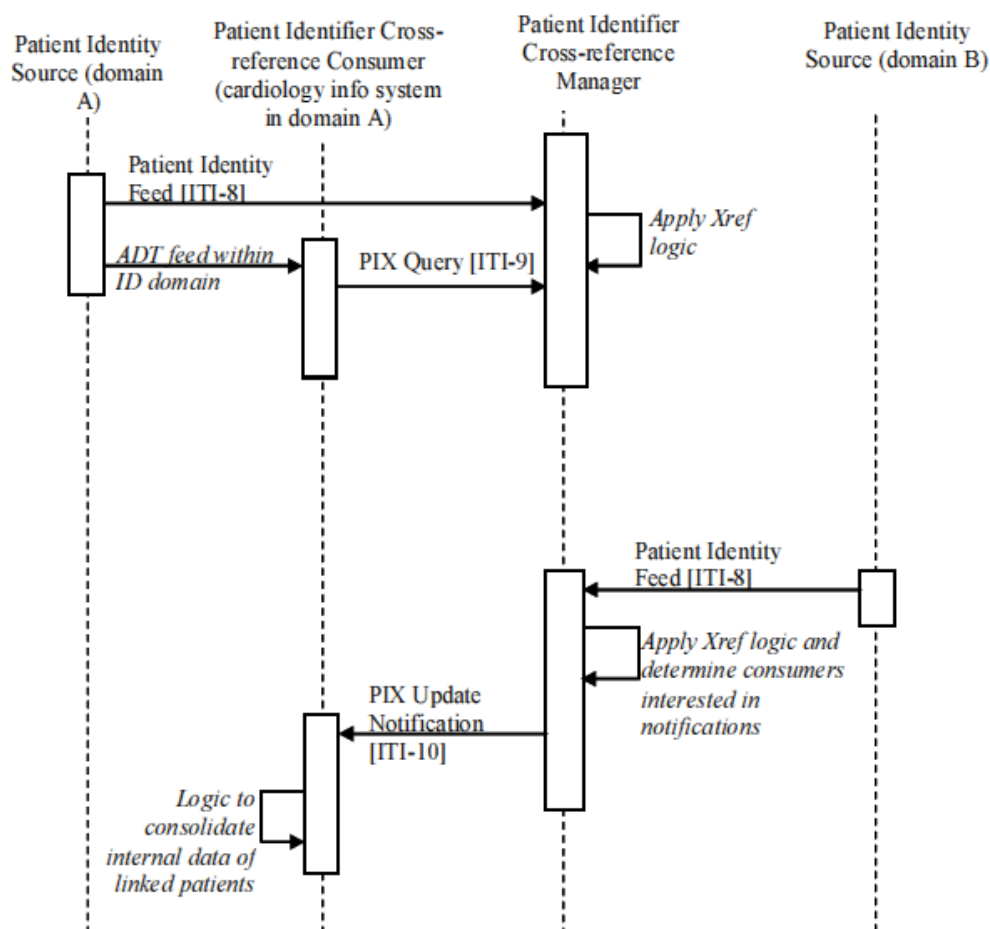 Patient Identity
Source (domain
A)
Patient Identifier Cross-
reference Consumer
(cardiology info system
in domain A)
Patient Identifier
Cross-reference
Manager
Patient Identity
Source (domain B)
Patient Identity
Feed [ITI-8]
Apply Xref
logic
ADT feed within
ID domain
PIX Query [ITI-9]
Patient Identity
Feed [ITI-8]
Apply Xref logic and
determine consumers
interested in
notifications
PIX Update
Notification
[ITI-10]
Logic to
consolidate
internal data of
linked patients